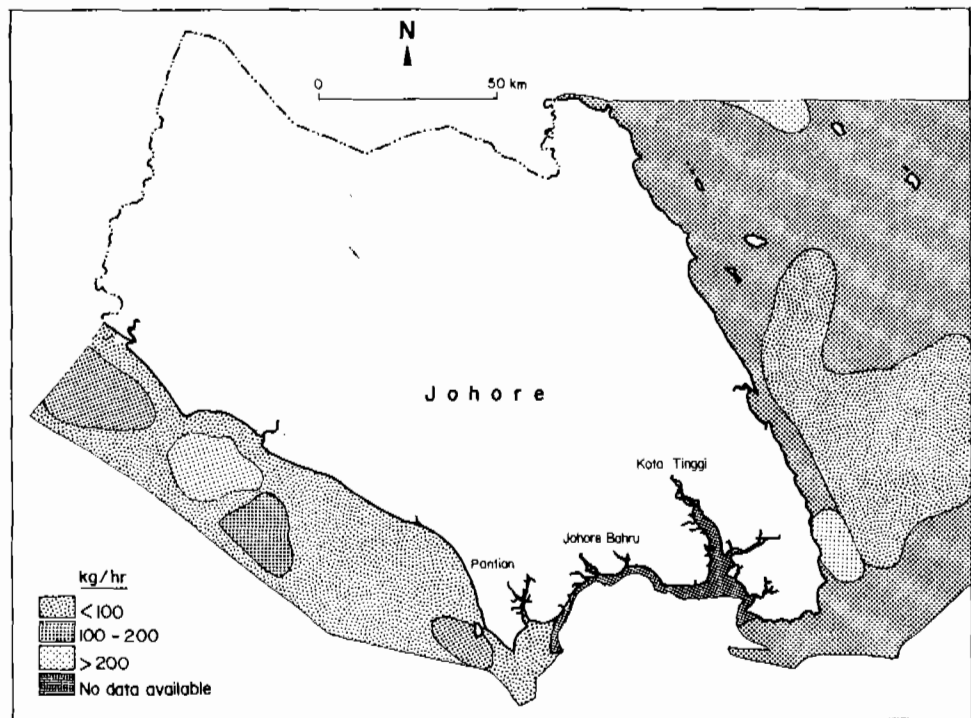 N
0 50 km
Johore
Kota Tinggi
Johore Bahru
Pontian
kg/hr
<100
100-200
>200
No data available